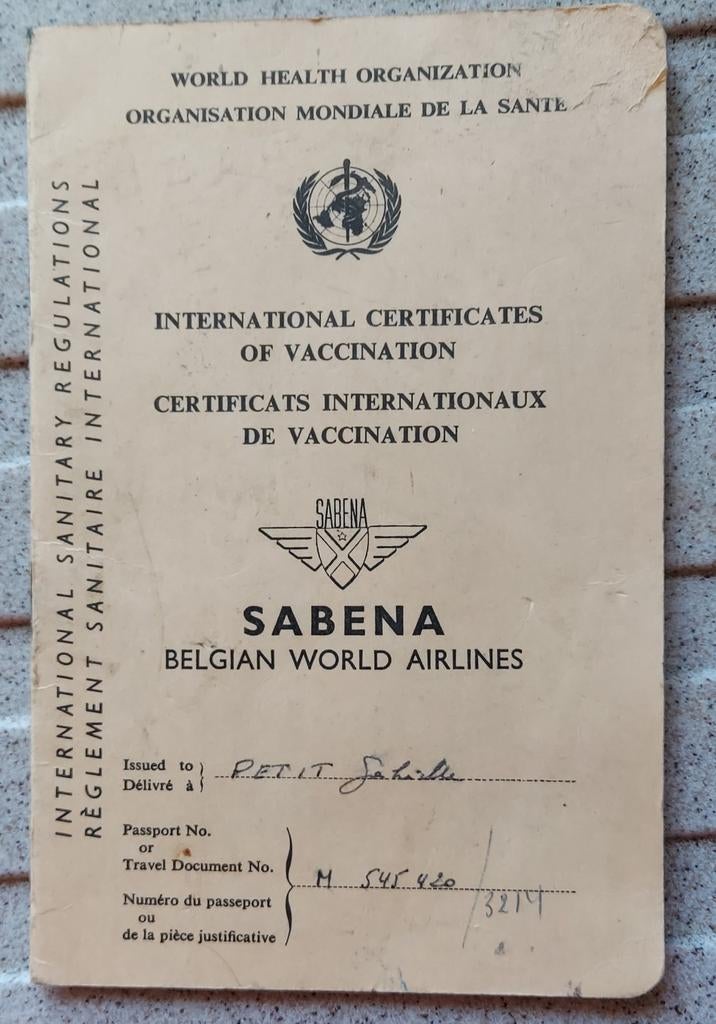 WORLD HEALTH ORGANIZATION
ORGANISATION MONDIALE DE LA SANTÉ
INTERNATIONAL SANITARY REGULATIONS
RÈGLEMENT SANITAIRE INTERNATIONAL
INTERNATIONAL CERTIFICATES
OF VACCINATION
CERTIFICATS INTERNATIONAUX
DE VACCINATION
SABENA
SABENA
BELGIAN WORLD AIRLINES
Issued to
Délivré à
PETIT
Passport No.
or
Travel Document No.
M 545 420
/3214
Numéro du passeport
ou
de la pièce justificative